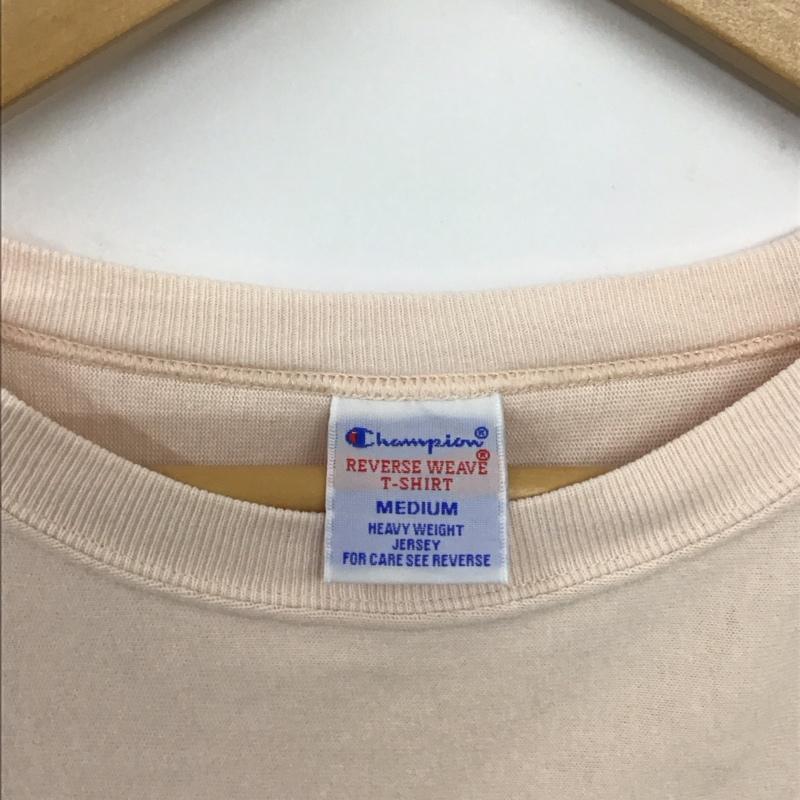 Champion®
REVERSE WEAVE®
T-SHIRT
MEDIUM
HEAVY WEIGHT
JERSEY
FOR CARE SEE REVERSE